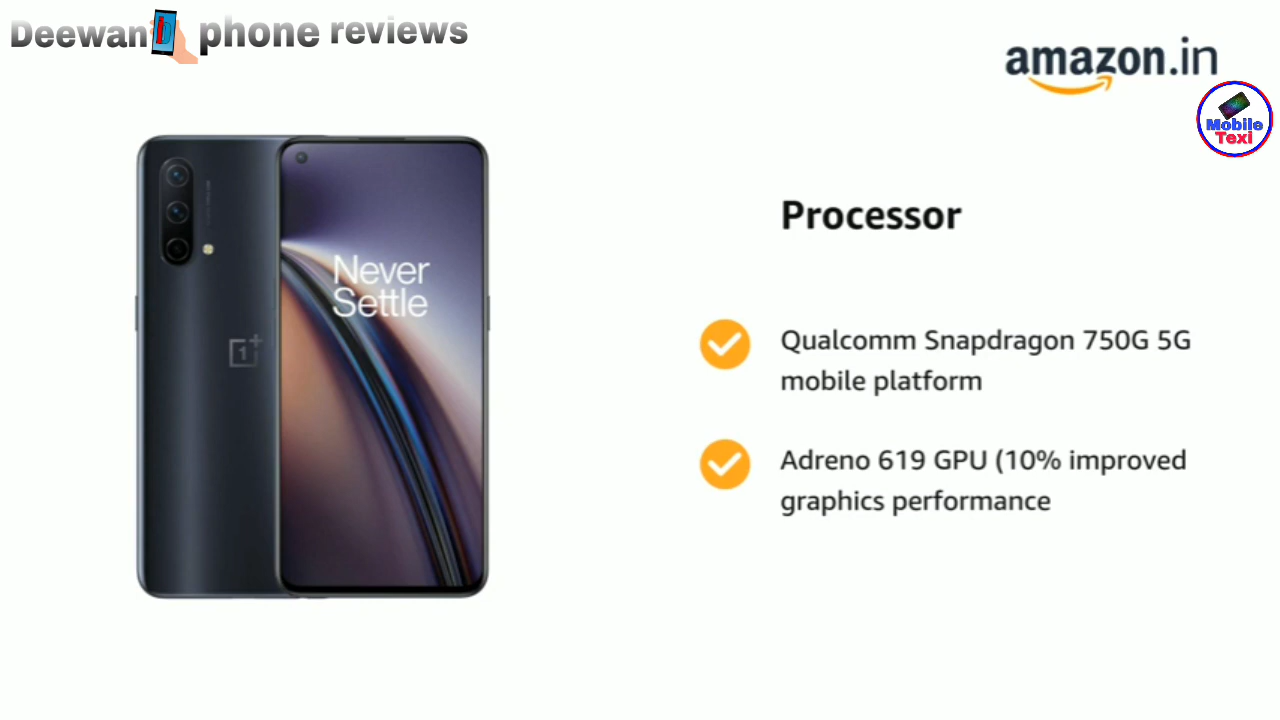 Deewan phone reviews
amazon.in
Mobile
Texi
Never
Settle
Processor
Qualcomm Snapdragon 750G 5G
mobile platform
Adreno 619 GPU (10% improved
graphics performance